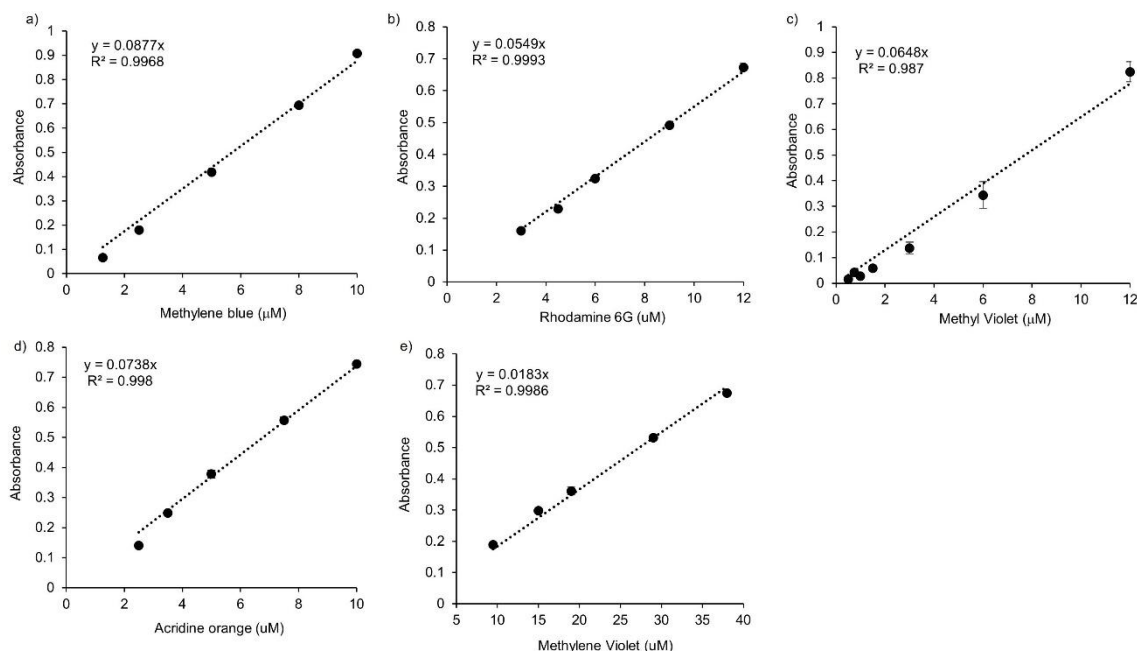 a)
y = 0.0877x
R² = 0.9968
Absorbance
1
0.9
0.8
0.7
0.6
0.5
0.4
0.3
0.2
0.1
0
0 2 4 6 8 10
Methylene blue (μM)
b)
y = 0.0549x
R² = 0.9993
Absorbance
0.8
0.7
0.6
0.5
0.4
0.3
0.2
0.1
0
0 2 4 6 8 10 12
Rhodamine 6G (uM)
c)
y = 0.0648x
R² = 0.987
Absorbance
1
0.9
0.8
0.7
0.6
0.5
0.4
0.3
0.2
0.1
0
0 2 4 6 8 10 12
Methyl Violet (μM)
d)
y = 0.0738x
R² = 0.998
Absorbance
0.8
0.7
0.6
0.5
0.4
0.3
0.2
0.1
0
0 2 4 6 8 10
Acridine orange (uM)
e)
y = 0.0183x
R² = 0.9986
Absorbance
0.8
0.7
0.6
0.5
0.4
0.3
0.2
0.1
0
5 10 15 20 25 30 35 40
Methylene Violet (uM)